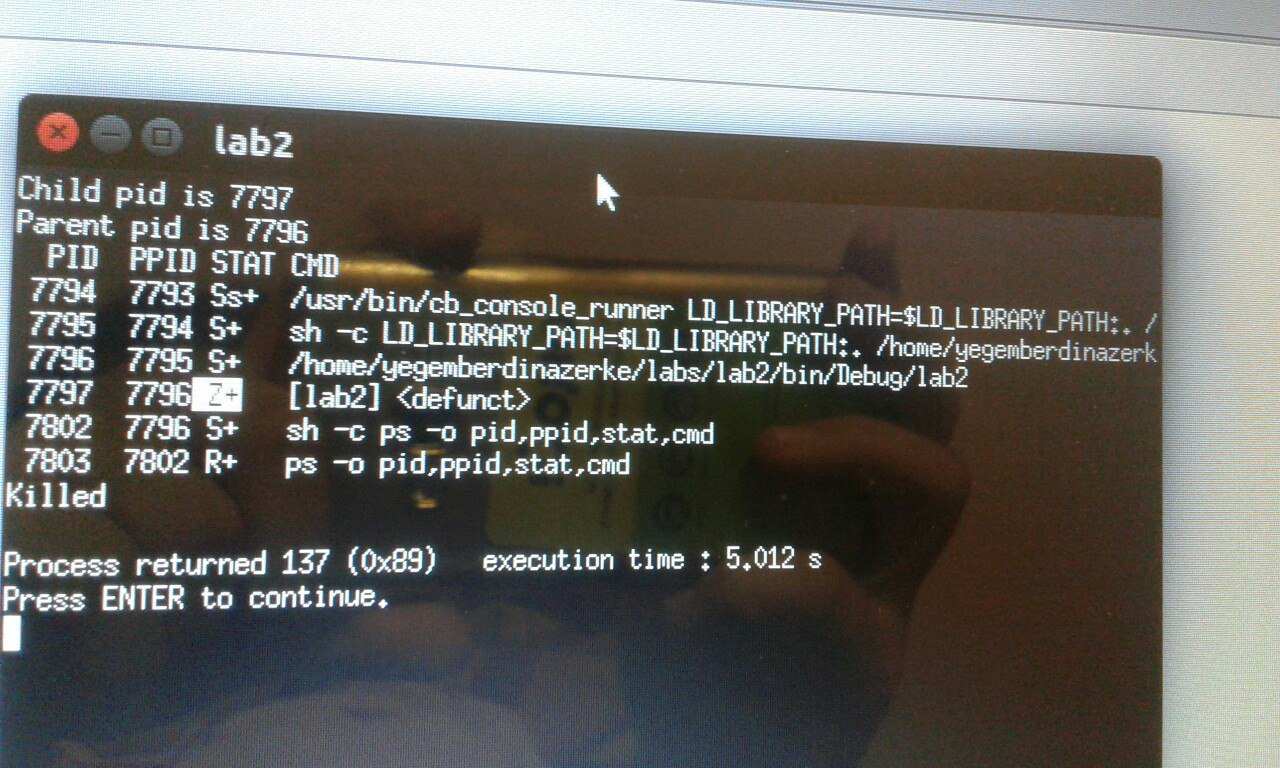 lab2
Child pid is 7797
Parent pid is 7796
PID PPID STAT CMD
7794 7793 Ss+ /usr/bin/cb_console_runner LD_LIBRARY_PATH=$LD_LIBRARY_PATH:. /
7795 7794 S+ sh -c LD_LIBRARY_PATH=$LD_LIBRARY_PATH:. /home/yegemberdinazerk
7796 7795 S+ /home/yegemberdinazerke/labs/lab2/bin/Debug/lab2
7797 7796 Z+ [lab2] <defunct>
7802 7796 S+ sh -c ps -o pid,ppid,stat,cmd
7803 7802 R+ ps -o pid,ppid,stat,cmd
Killed
Process returned 137 (0x89) execution time : 5.012 s
Press ENTER to continue.